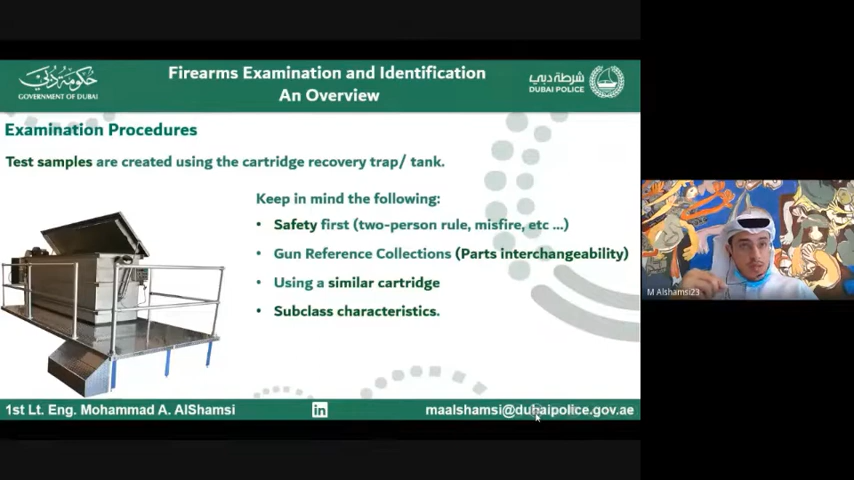 حكومة دبي
GOVERNMENT OF DUBAI
Firearms Examination and Identification
An Overview
شرطة دبي
DUBAI POLICE
Examination Procedures
Test samples are created using the cartridge recovery trap/ tank.
Keep in mind the following:
• Safety first (two-person rule, misfire, etc ...)
• Gun Reference Collections (Parts interchangeability)
• Using a similar cartridge
• Subclass characteristics.
M Alshamsi23
1st Lt. Eng. Mohammad A. AlShamsi
in
maalshamsi@dubaipolice.gov.ae